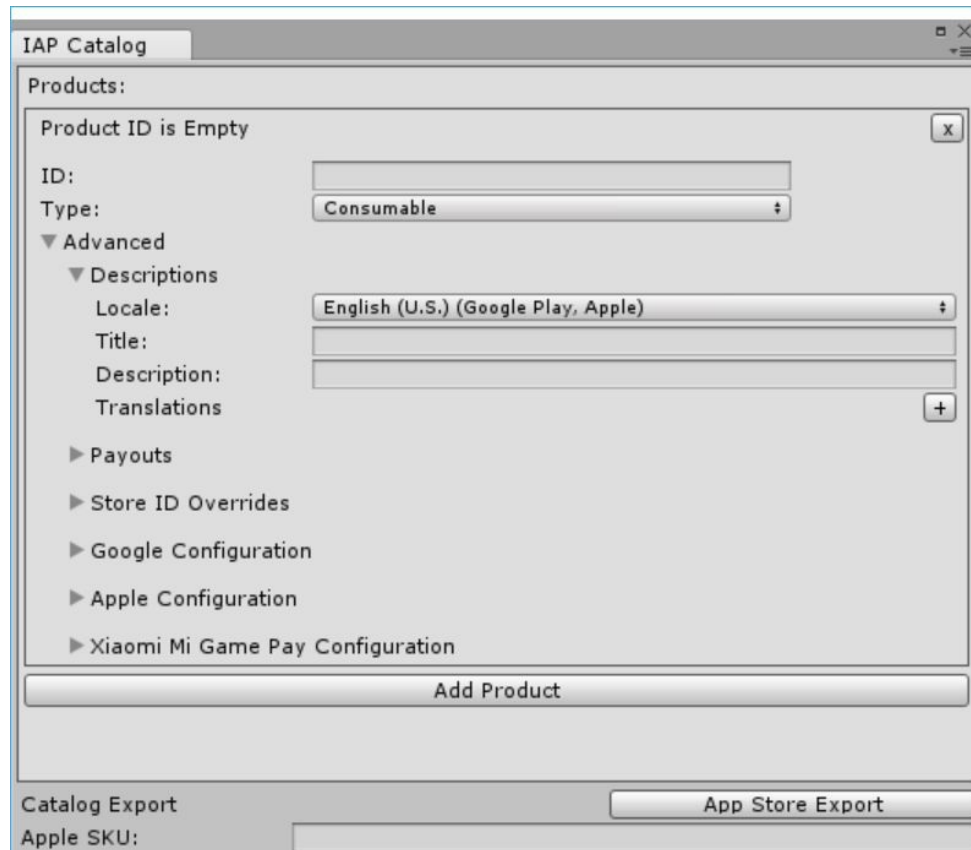 IAP Catalog
Products:
Product ID is Empty
x
ID:
Type: Consumable
Advanced
Descriptions
Locale: English (U.S.) (Google Play, Apple)
Title:
Description:
Translations +
Payouts
Store ID Overrides
Google Configuration
Apple Configuration
Xiaomi Mi Game Pay Configuration
Add Product
Catalog Export App Store Export
Apple SKU: